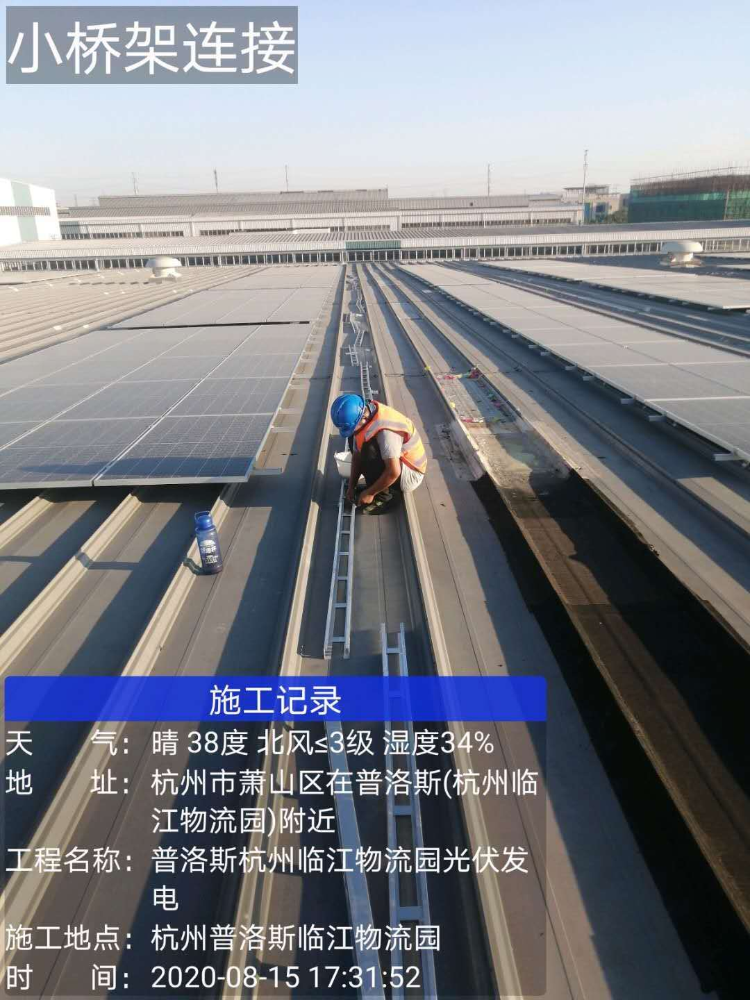 小桥架连接
施工记录
天 气： 晴 38度 北风≤3级 湿度34%
地 址： 杭州市萧山区在普洛斯(杭州临
江物流园)附近
工程名称： 普洛斯杭州临江物流园光伏发
电
施工地点： 杭州普洛斯临江物流园
时 间： 2020-08-15 17:31:52